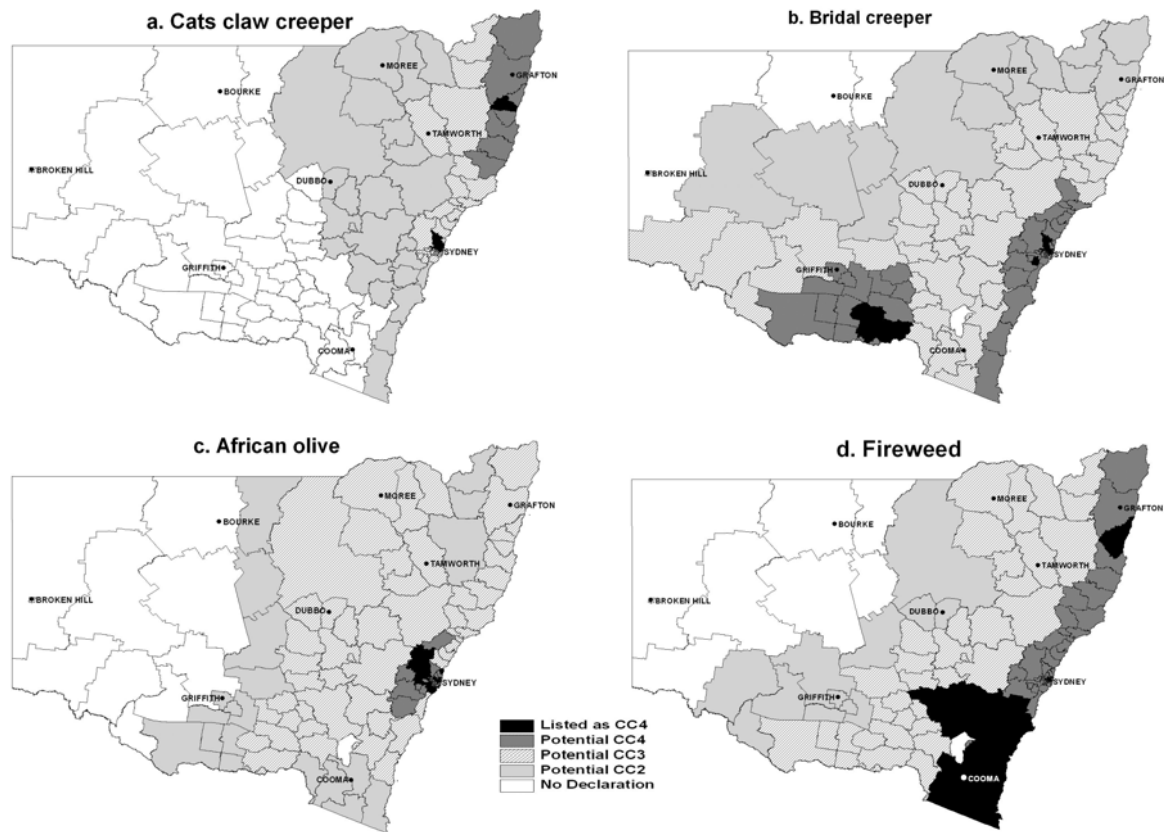 a. Cats claw creeper
MOREE
GRAFTON
BOURKE
TAMWORTH
BROKEN HILL
DUBBO
SYDNEY
GRIFFITH
COOMA
b. Bridal creeper
MOREE
GRAFTON
BOURKE
TAMWORTH
BROKEN HILL
DUBBO
SYDNEY
GRIFFITH
COOMA
c. African olive
MOREE
GRAFTON
BOURKE
TAMWORTH
BROKEN HILL
DUBBO
SYDNEY
GRIFFITH
COOMA
d. Fireweed
MOREE
GRAFTON
BOURKE
TAMWORTH
BROKEN HILL
DUBBO
SYDNEY
GRIFFITH
COOMA
Listed as CC4
Potential CC4
Potential CC3
Potential CC2
No Declaration